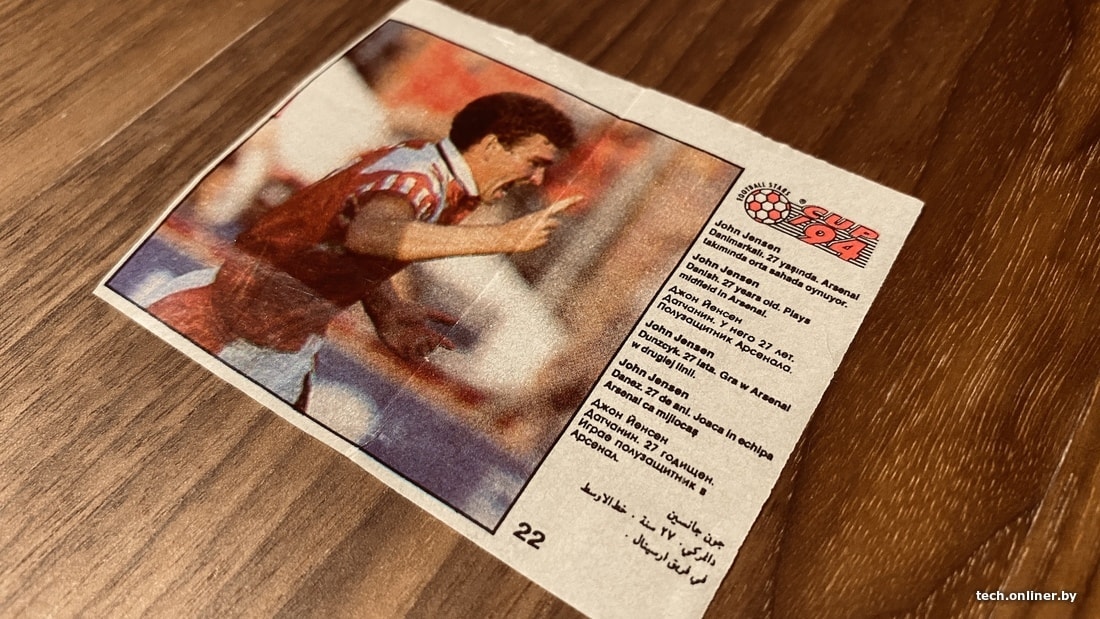 FOOTBALL STARS
®
CUP
'94
John Jensen
Danimarkalı. 27 yaşında. Arsenal
takımında orta sahada oynuyor.
John Jensen
Danish. 27 years old. Plays
midfield in Arsenal.
Джон Йенсен
Датчанин. У него 27 лет.
Полузащитник Арсенала.
John Jensen
Dunzcyk. 27 lata. Gra w Arsenal
w drugiej linii.
John Jensen
Danez. 27 de ani. Joaca in echipa
Arsenal ca mijlocaş
Джон Йенсен
Датчанин. 27 годишен.
Играе полузащитник в
Арсенал.
جون جانسين
دانمركي. ٢٧ سنة . خط الاوسط
في فريق ارسينال .
22
tech.onliner.by